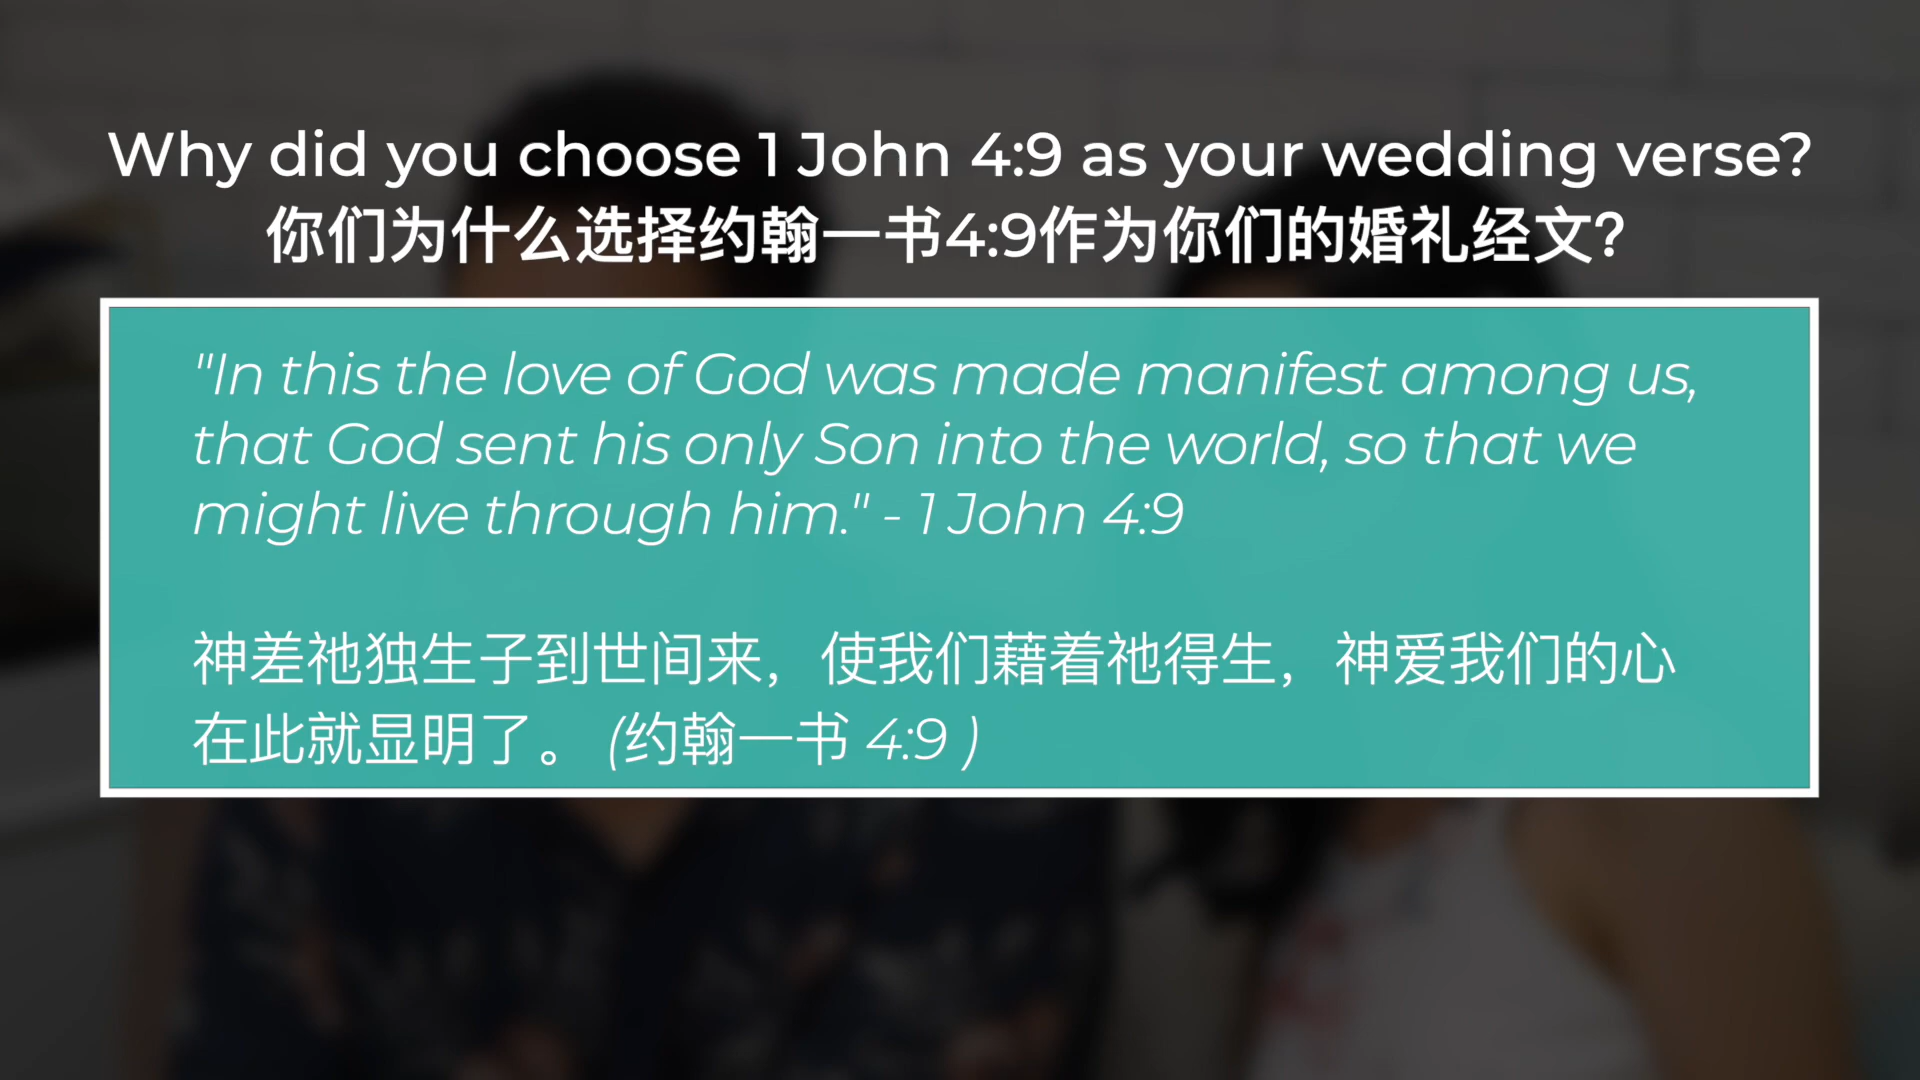 Why did you choose 1 John 4:9 as your wedding verse?
你们为什么选择约翰一书4:9作为你们的婚礼经文?
"In this the love of God was made manifest among us,
that God sent his only Son into the world, so that we
might live through him." - 1 John 4:9
神差祂独生子到世间来，使我们藉着祂得生，神爱我们的心
在此就显明了。 (约翰一书 4:9 )